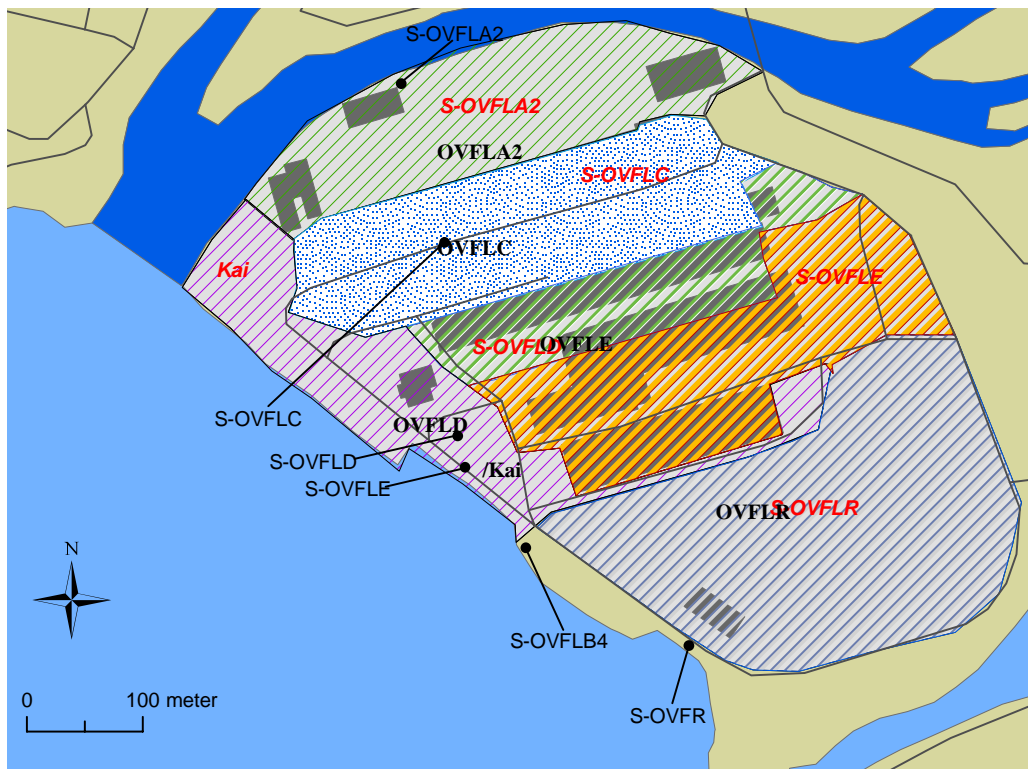 S-OVFLA2
S-OVFLA2
OVFLA2
S-OVFLC
OVFLC
Kai
S-OVFLE
S-OVFLD
OVFLE
S-OVFLC
OVFLD
S-OVFLD
/Kai
S-OVFLE
OVFLR
S-OVFLR
N
S-OVFLB4
0 100 meter
S-OVFR